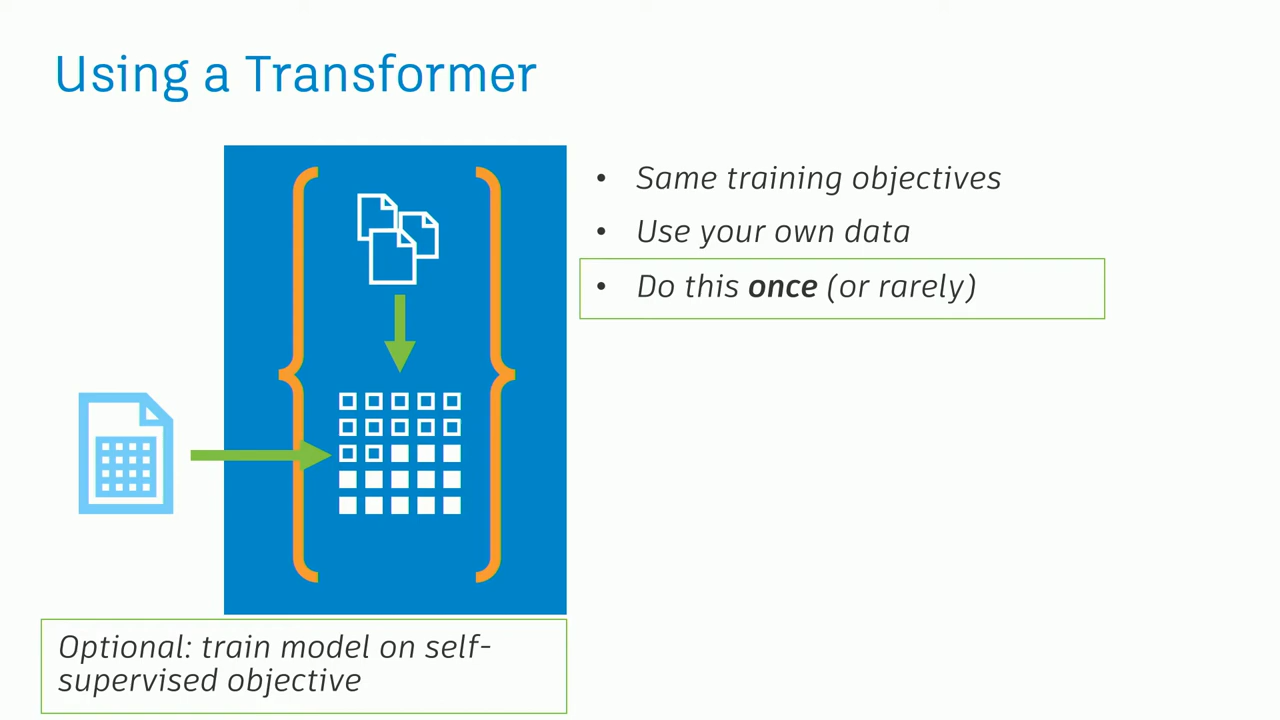 Using a Transformer
• Same training objectives
• Use your own data
• Do this once (or rarely)
Optional: train model on self-
supervised objective